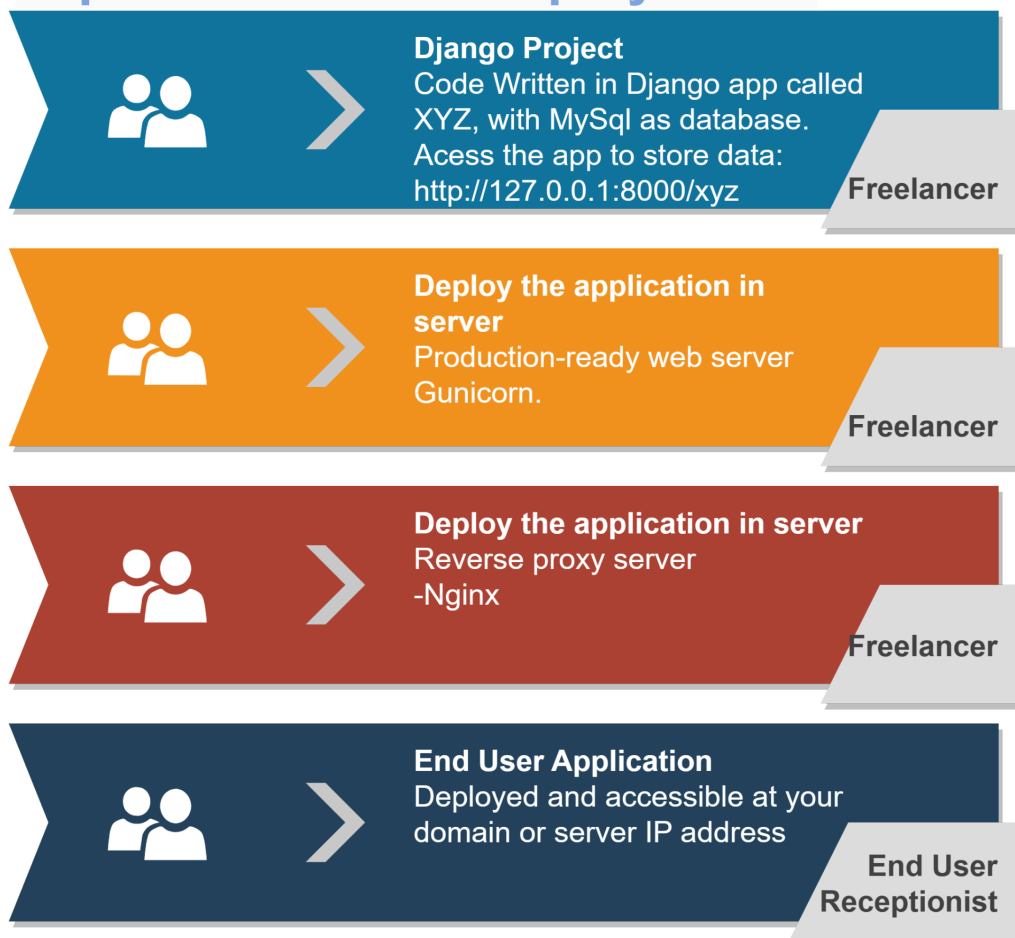 Django Project
Code Written in Django app called
XYZ, with MySql as database.
Acess the app to store data:
http://127.0.0.1:8000/xyz
Freelancer
Deploy the application in
server
Production-ready web server
Gunicorn.
Freelancer
Deploy the application in server
Reverse proxy server
-Nginx
Freelancer
End User Application
Deployed and accessible at your
domain or server IP address
End User
Receptionist